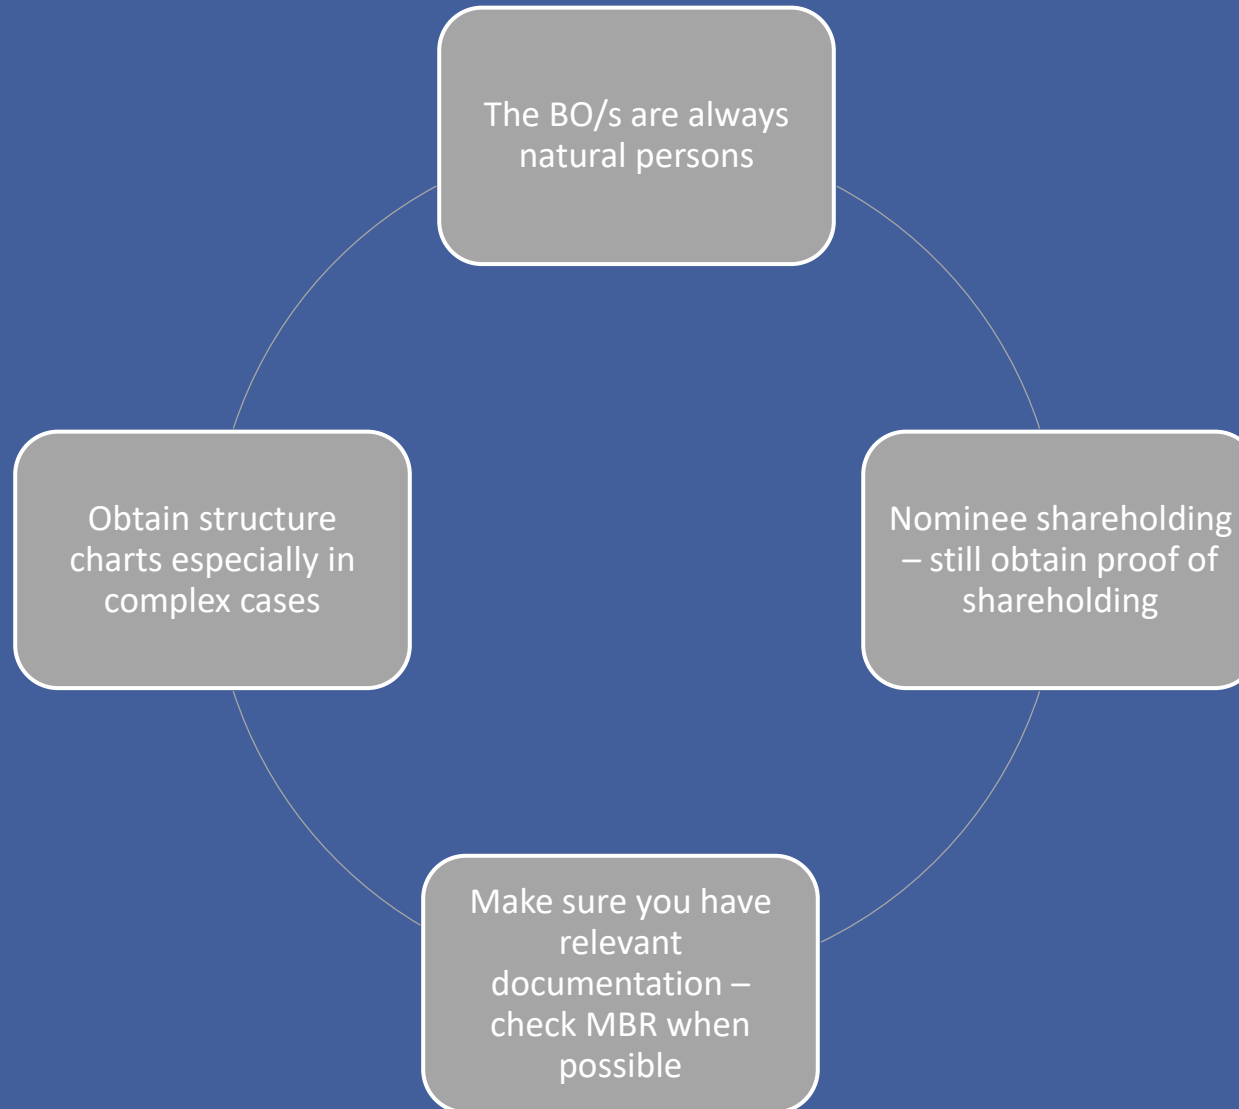 The BO/s are always
natural persons
Nominee shareholding
– still obtain proof of
shareholding
Make sure you have
relevant
documentation –
check MBR when
possible
Obtain structure
charts especially in
complex cases